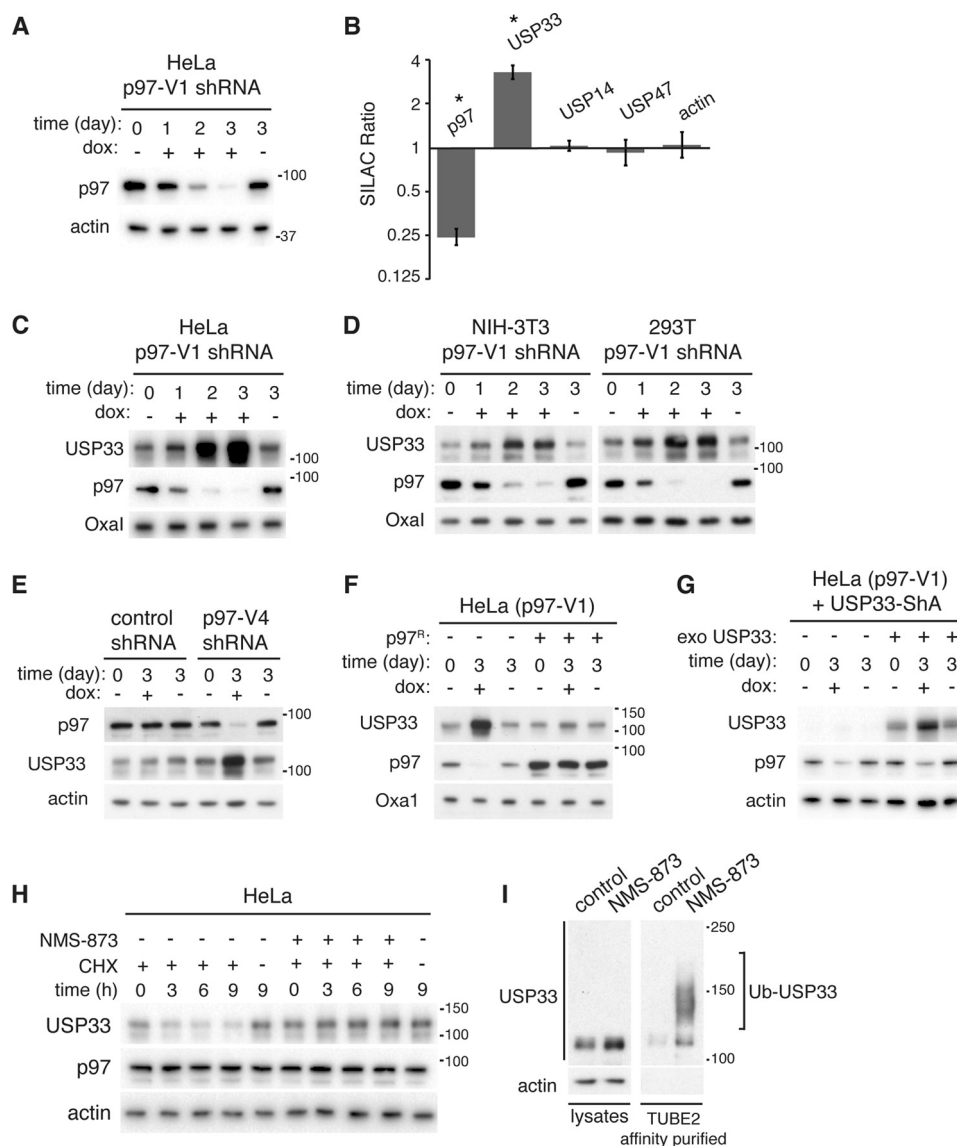 A
HeLa
p97-V1 shRNA
time (day): 0 1 2 3 3
dox: - + + + -
p97
-100
actin
-37
B
SILAC Ratio
4
2
1
0.5
0.25
0.125
*
p97
*
USP33
USP14
USP47
actin
C
HeLa
p97-V1 shRNA
time (day): 0 1 2 3 3
dox: - + + + -
USP33
-100
-100
p97
OxaI
D
NIH-3T3 293T
p97-V1 shRNA p97-V1 shRNA
time (day): 0 1 2 3 3 0 1 2 3 3
dox: - + + + - - + + + -
USP33
-100
-100
p97
OxaI
E
control p97-V4
shRNA shRNA
time (day): 0 3 3 0 3 3
dox: - + - - + -
p97
100
USP33
100
actin
F
HeLa (p97-V1)
p97R: - - - + + +
time (day): 0 3 3 0 3 3
dox: - + - - + -
USP33
150
100
100
p97
Oxa1
G
HeLa (p97-V1)
+ USP33-ShA
exo USP33: - - - + + +
time (day): 0 3 3 0 3 3
dox: - + - - + -
USP33
p97
actin
H
HeLa
NMS-873 - - - - - + + + + -
CHX + + + + - + + + + -
time (h) 0 3 6 9 9 0 3 6 9 9
USP33
-150
-100
p97
-100
actin
I
control NMS-873 control NMS-873
-250
USP33
-150
Ub-USP33
-100
actin
lysates TUBE2
affinity purified